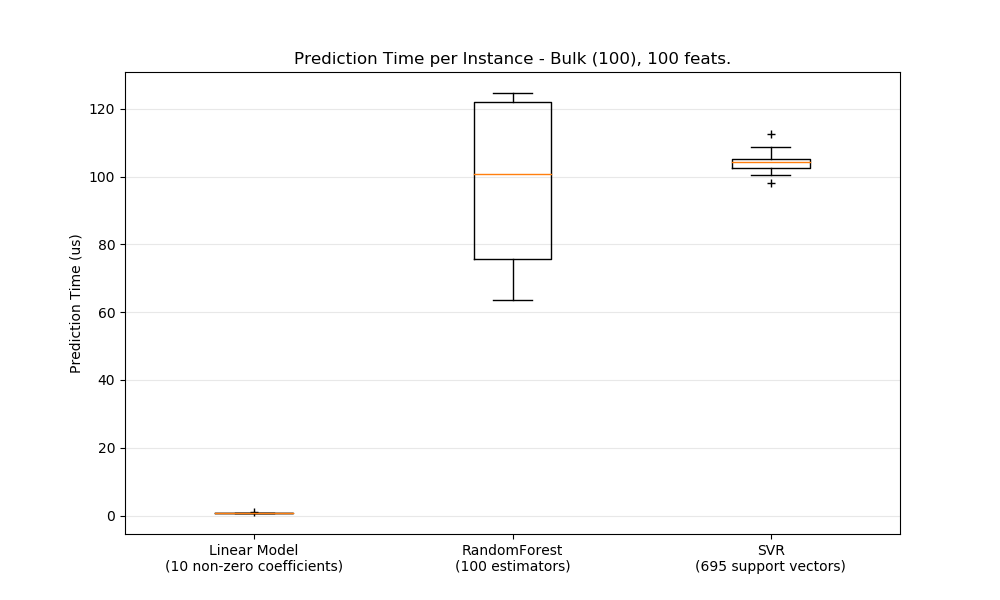 Prediction Time per Instance - Bulk (100), 100 feats.
Prediction Time (us)
120
100
80
60
40
20
0
Linear Model
(10 non-zero coefficients)
RandomForest
(100 estimators)
SVR
(695 support vectors)